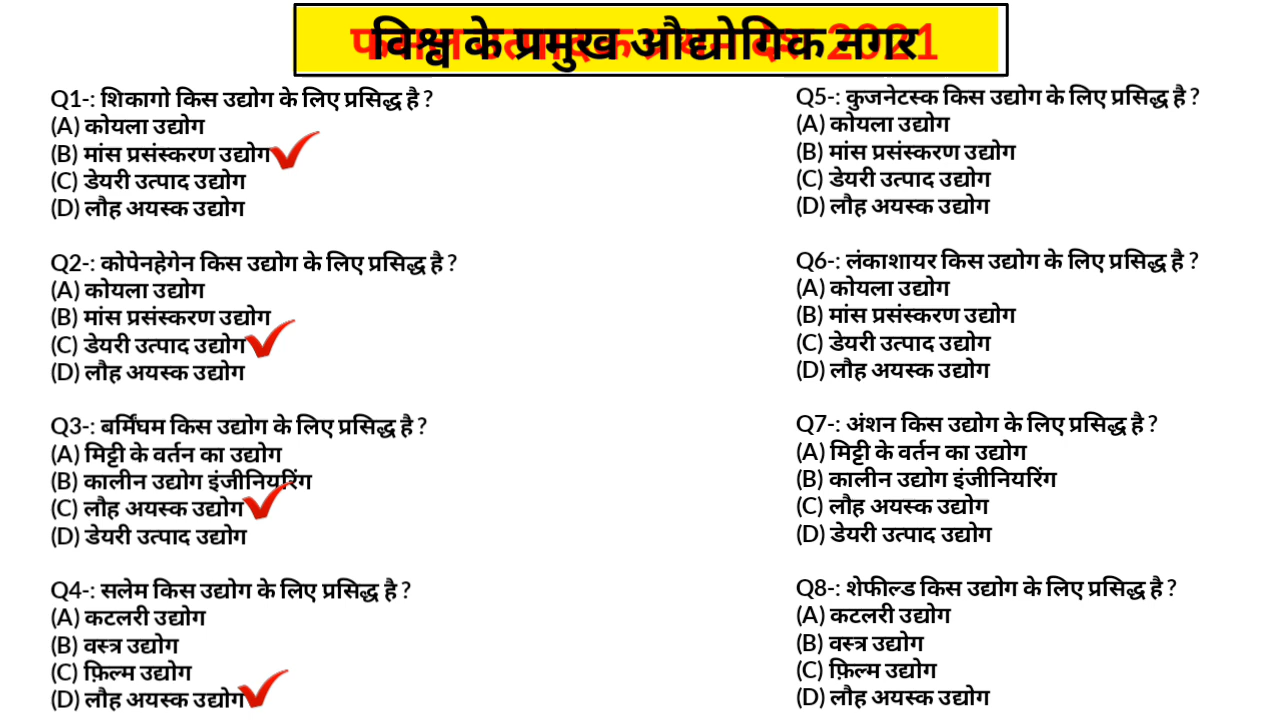 विश्व के प्रमुख औद्योगिक नगर
2021
Q1-: शिकागो किस उद्योग के लिए प्रसिद्ध है ?
(A) कोयला उद्योग
(B) मांस प्रसंस्करण उद्योग
(C) डेयरी उत्पाद उद्योग
(D) लौह अयस्क उद्योग
Q2-: कोपेनहेगेन किस उद्योग के लिए प्रसिद्ध है ?
(A) कोयला उद्योग
(B) मांस प्रसंस्करण उद्योग
(C) डेयरी उत्पाद उद्योग
(D) लौह अयस्क उद्योग
Q3-: बर्मिंघम किस उद्योग के लिए प्रसिद्ध है ?
(A) मिट्टी के वर्तन का उद्योग
(B) कालीन उद्योग इंजीनियरिंग
(C) लौह अयस्क उद्योग
(D) डेयरी उत्पाद उद्योग
Q4-: सलेम किस उद्योग के लिए प्रसिद्ध है ?
(A) कटलरी उद्योग
(B) वस्त्र उद्योग
(C) फ़िल्म उद्योग
(D) लौह अयस्क उद्योग
Q5-: कुजनेटस्क किस उद्योग के लिए प्रसिद्ध है ?
(A) कोयला उद्योग
(B) मांस प्रसंस्करण उद्योग
(C) डेयरी उत्पाद उद्योग
(D) लौह अयस्क उद्योग
Q6-: लंकाशायर किस उद्योग के लिए प्रसिद्ध है ?
(A) कोयला उद्योग
(B) मांस प्रसंस्करण उद्योग
(C) डेयरी उत्पाद उद्योग
(D) लौह अयस्क उद्योग
Q7-: अंशन किस उद्योग के लिए प्रसिद्ध है ?
(A) मिट्टी के वर्तन का उद्योग
(B) कालीन उद्योग इंजीनियरिंग
(C) लौह अयस्क उद्योग
(D) डेयरी उत्पाद उद्योग
Q8-: शेफील्ड किस उद्योग के लिए प्रसिद्ध है ?
(A) कटलरी उद्योग
(B) वस्त्र उद्योग
(C) फ़िल्म उद्योग
(D) लौह अयस्क उद्योग